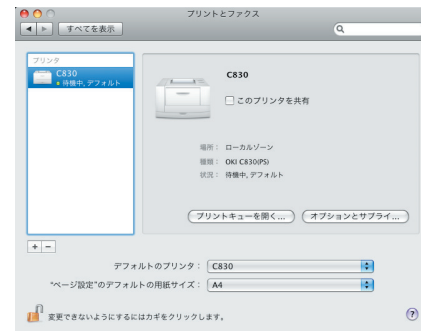 プリントとファクス
すべてを表示
プリンタ
C830
待機中, デフォルト
C830
このプリンタを共有
場所： ローカルゾーン
種類： OKI C830(PS)
状況： 待機中, デフォルト
プリントキューを開く... オプションとサプライ...
+ −
デフォルトのプリンタ： C830
"ページ設定"のデフォルトの用紙サイズ： A4
変更できないようにするにはカギをクリックします。 ?